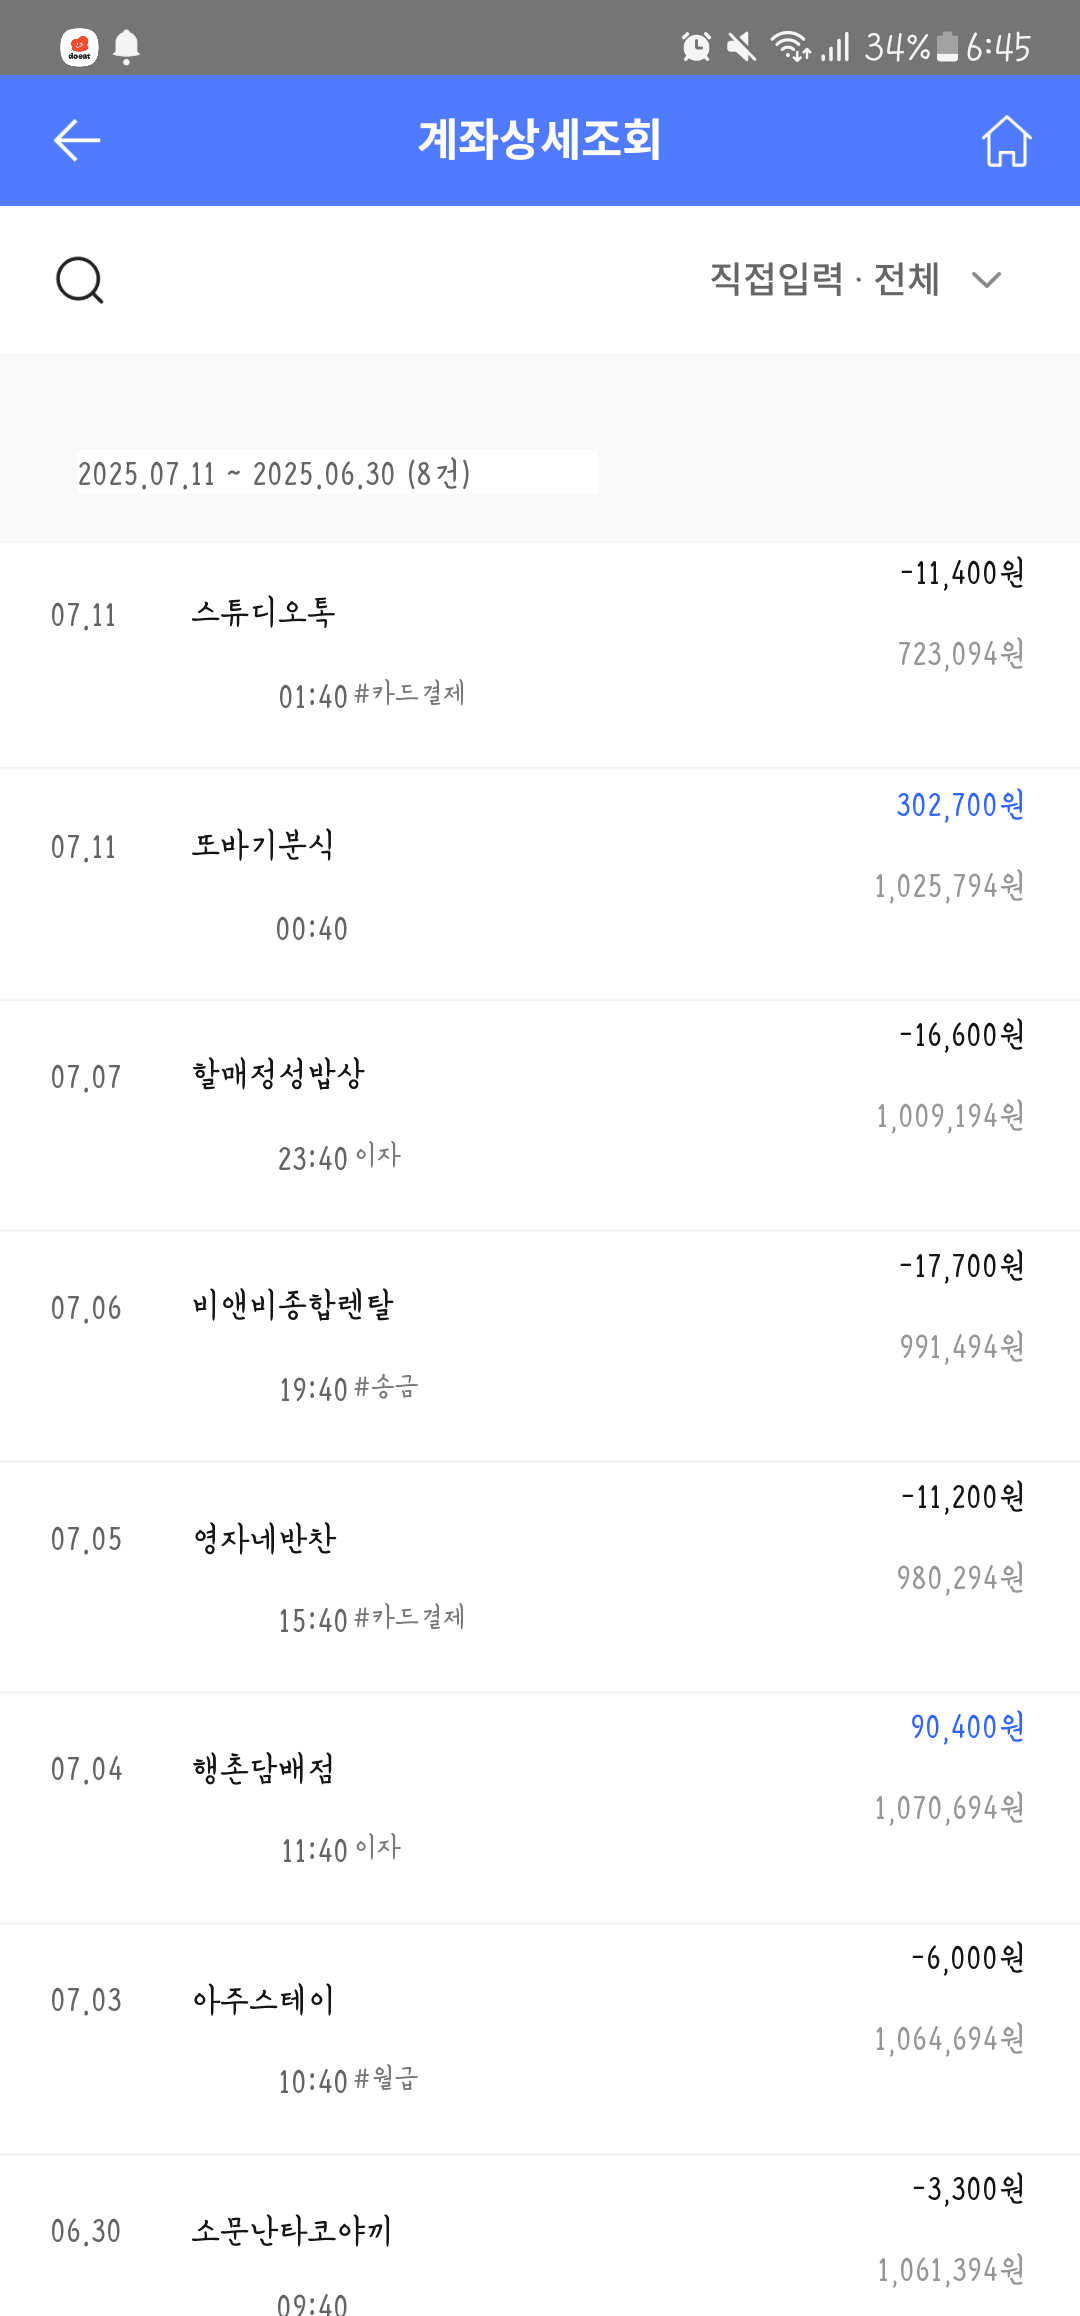 doeat
34% 6:45
계좌상세조회
직접입력 · 전체
2025.07.11 ~ 2025.06.30 (8건)
-11,400원
07.11 스튜디오톡
723,094원
01:40 #카드결제
302,700원
07.11 또바기분식
1,025,794원
00:40
-16,600원
07.07 할매정성밥상
1,009,194원
23:40 이자
-17,700원
07.06 비앤비종합렌탈
991,494원
19:40 #송금
-11,200원
07.05 영자네반찬
980,294원
15:40 #카드결제
90,400원
07.04 행촌담배점
1,070,694원
11:40 이자
-6,000원
07.03 아주스테이
1,064,694원
10:40 #월급
-3,300원
06.30 소문난타코야끼
1,061,394원
09:40